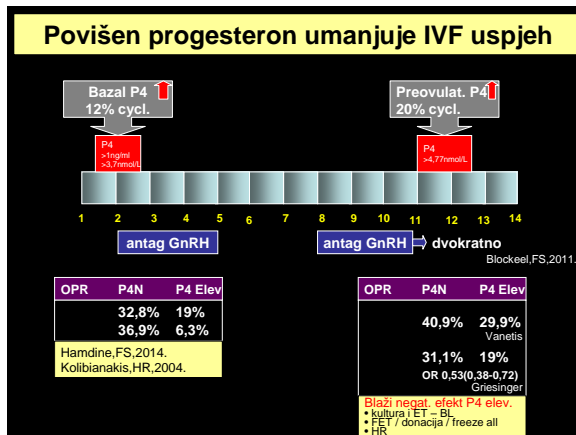 Povišen progesteron umanjuje IVF uspjeh
Bazal P4
12% cycl.
Preovulat. P4
20% cycl.
P4
>1ng/ml
>3,7nmol/L
P4
>4,77nmol/L
1 2 3 4 5 6 7 8 9 10 11 12 13 14
antag GnRH
antag GnRH
dvokratno
Blockeel,FS,2011.
OPR P4N P4 Elev
32,8% 19%
36,9% 6,3%
Hamdine,FS,2014.
Kolibianakis,HR,2004.
OPR P4N P4 Elev
40,9% 29,9%
Vanetis
31,1% 19%
OR 0,53(0,38-0,72)
Griesinger
Blaži negat. efekt P4 elev.
• kultura i ET – BL
• FET / donacija / freeze all
• HR